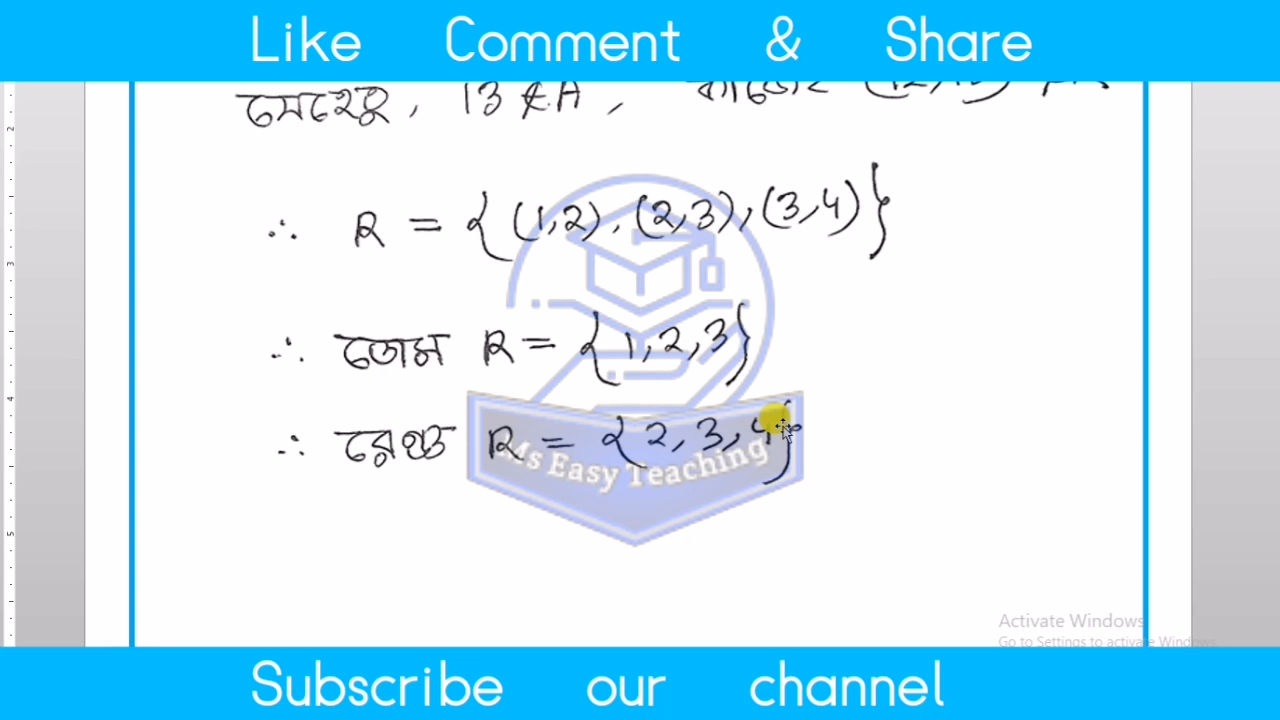 Like Comment & Share
যেহেতু, 13 ∉ A, কাজেই
∴ R = {(1,2), (2,3), (3,4)}
∴ ডোম R = {1,2,3}
∴ রেঞ্জ R = {2,3,4}
Ms Easy Teaching
Activate Windows
Go to Settings to activate Windows.
Subscribe our channel